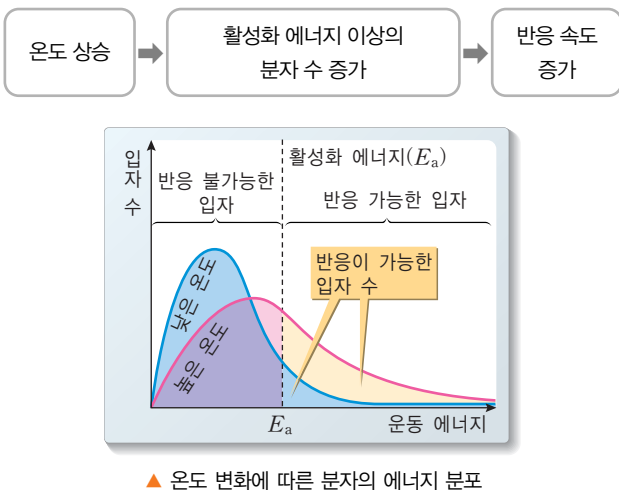 온도 상승
활성화 에너지 이상의
분자 수 증가
반응 속도
증가
입자 수
활성화 에너지(Ea)
반응 불가능한
입자
반응 가능한 입자
반응이 가능한
입자 수
낮은 온도
높은 온도
Ea
운동 에너지
▲ 온도 변화에 따른 분자의 에너지 분포